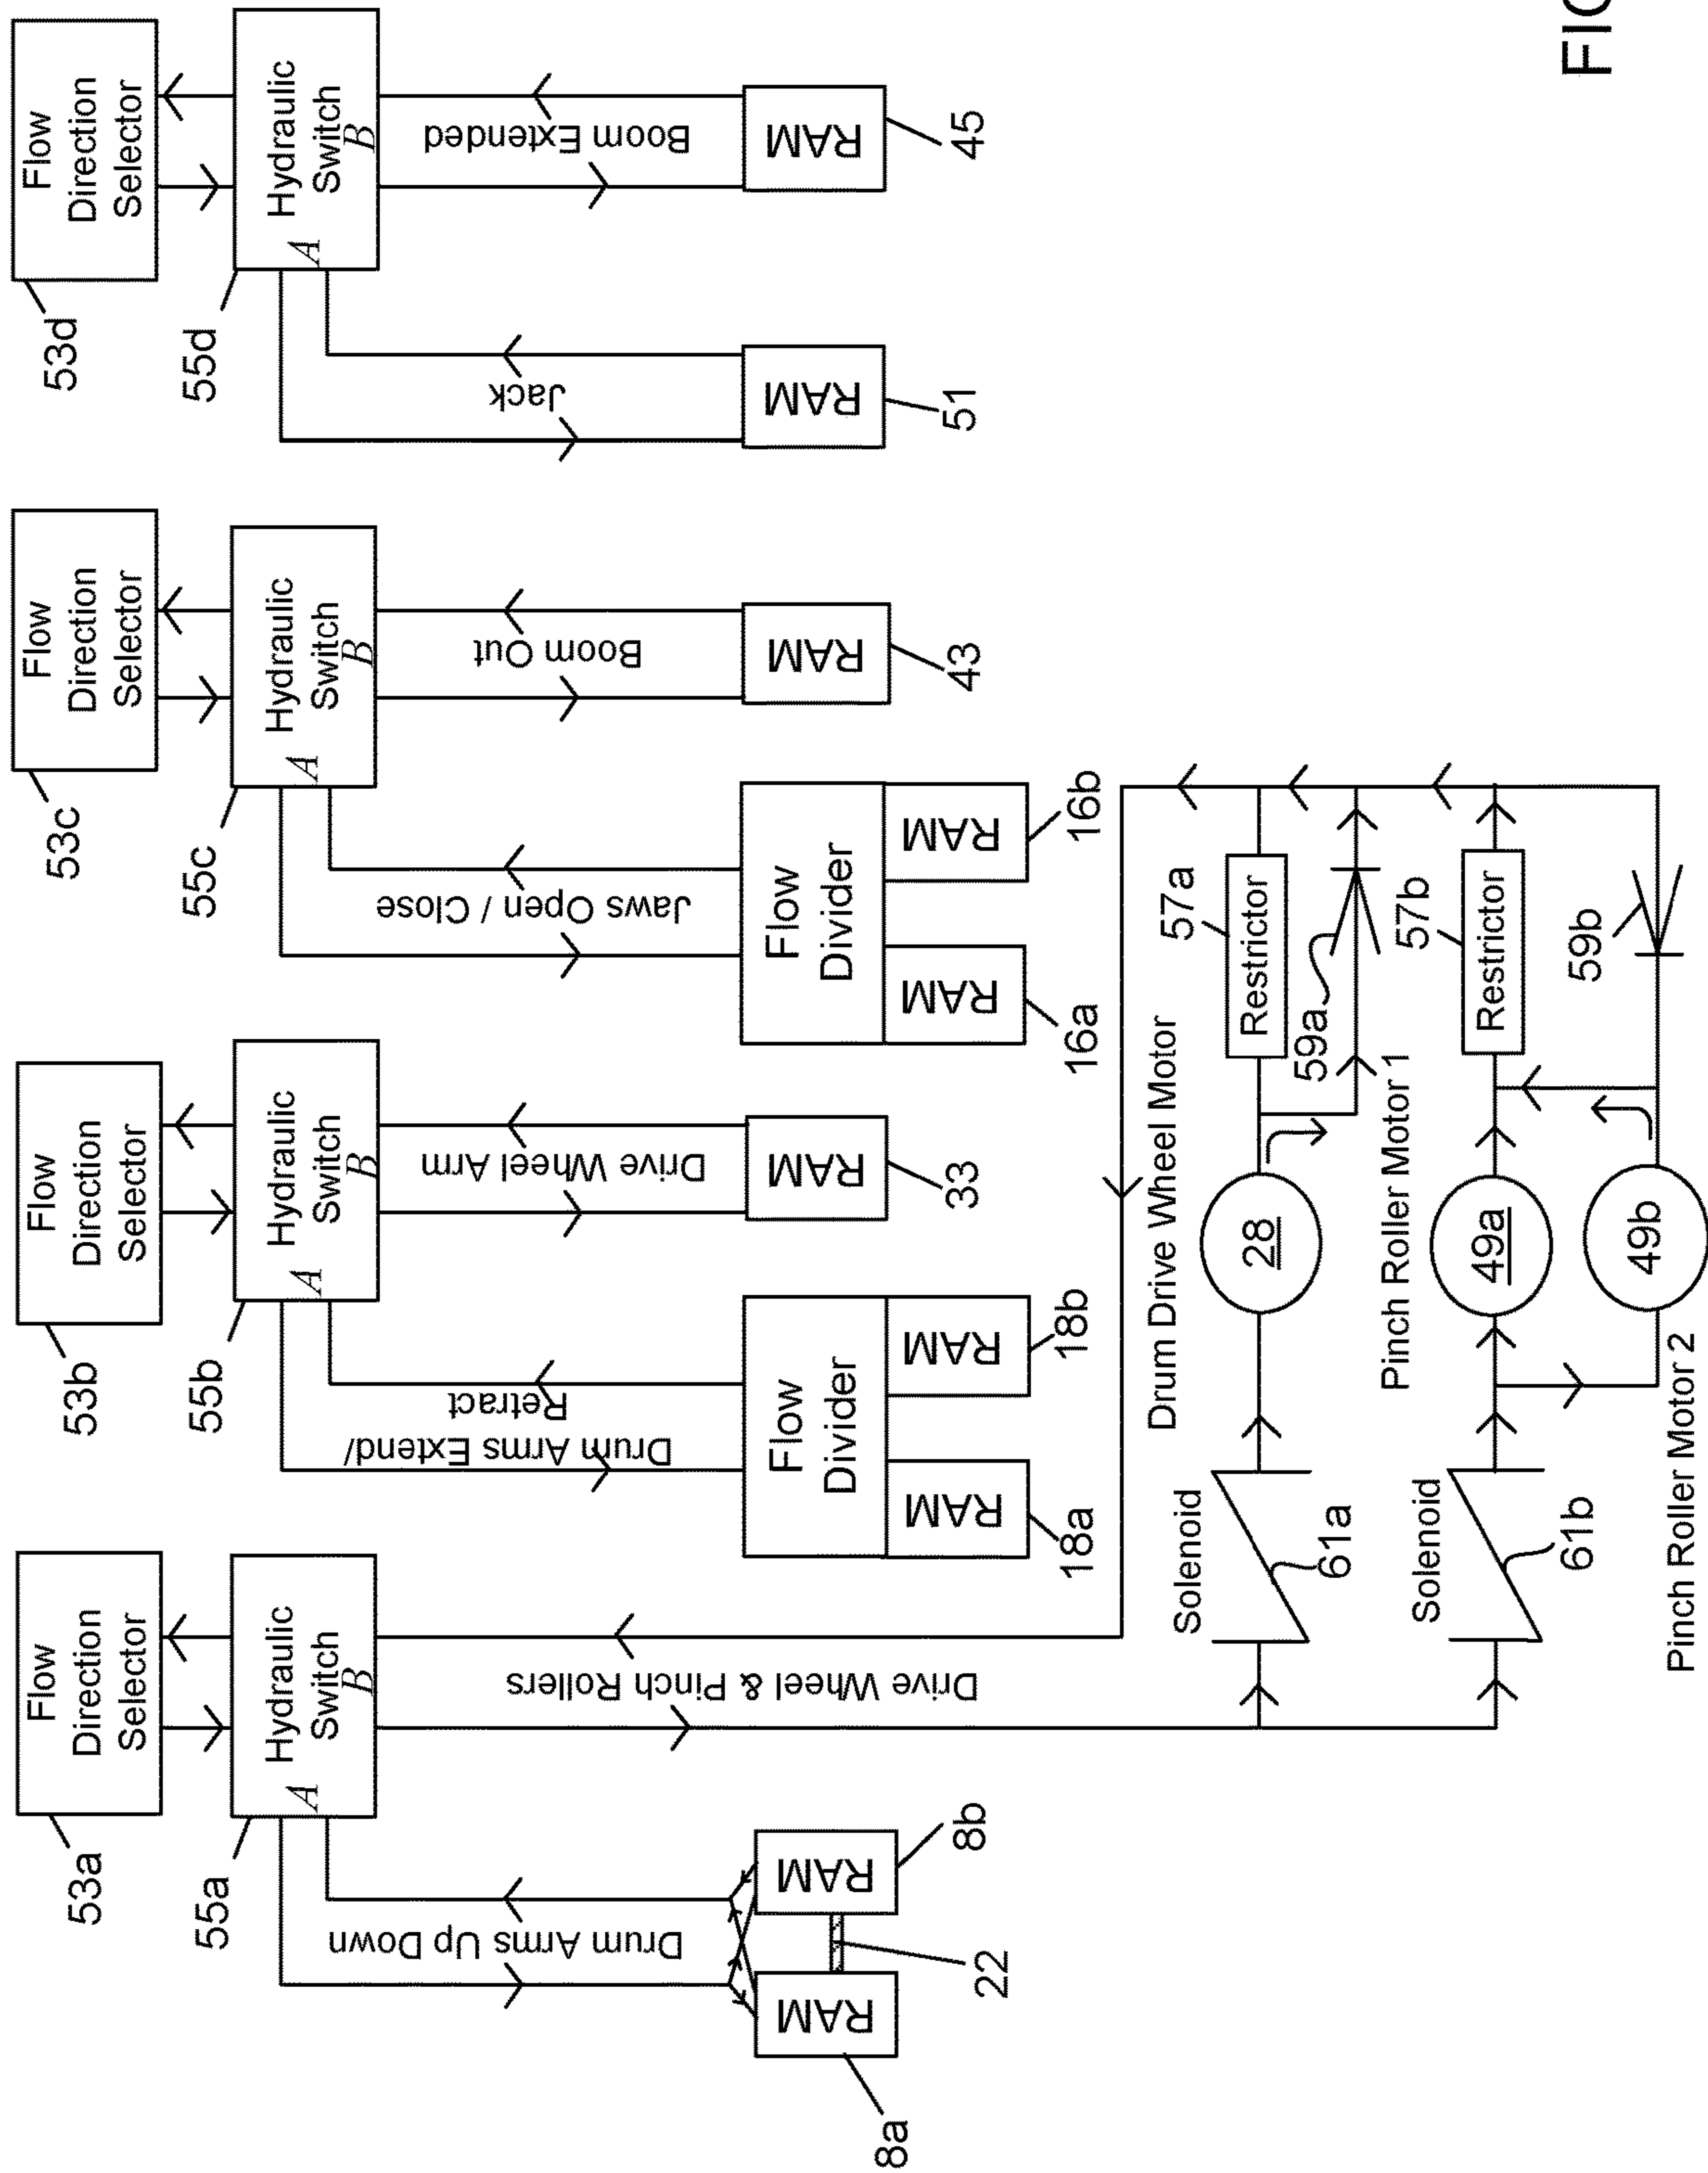 Flow
Direction
Selector
53a
Hydraulic
Switch
A
B
55a
Drum Arms Up Down
RAM
RAM
8a
8b
22
Drive Wheel & Pinch Rollers
Flow
Direction
Selector
53b
Hydraulic
Switch
A
B
55b
Drum Arms Extend/
Retract
Flow
Divider
RAM
RAM
18a
18b
Drive Wheel Arm
RAM
33
Flow
Direction
Selector
53c
Hydraulic
Switch
A
B
55c
Jaws Open / Close
Flow
Divider
RAM
RAM
16a
16b
Boom Out
RAM
43
Flow
Direction
Selector
53d
Hydraulic
Switch
A
B
55d
Jack
RAM
51
Boom Extended
RAM
45
Solenoid
61a
Drum Drive Wheel Motor
28
Restrictor
57a
59a
Solenoid
61b
Pinch Roller Motor 1
49a
Restrictor
57b
59b
49b
Pinch Roller Motor 2